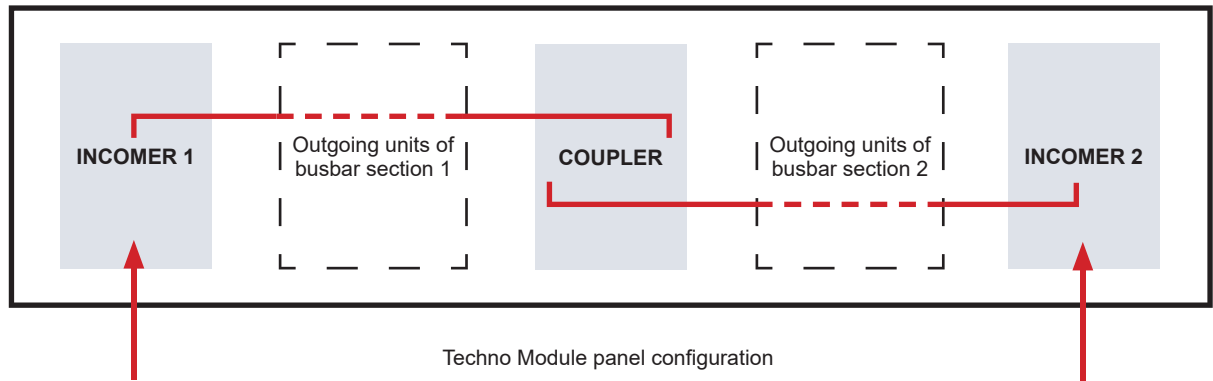 INCOMER 1
Outgoing units of
busbar section 1
COUPLER
Outgoing units of
busbar section 2
INCOMER 2
Techno Module panel configuration